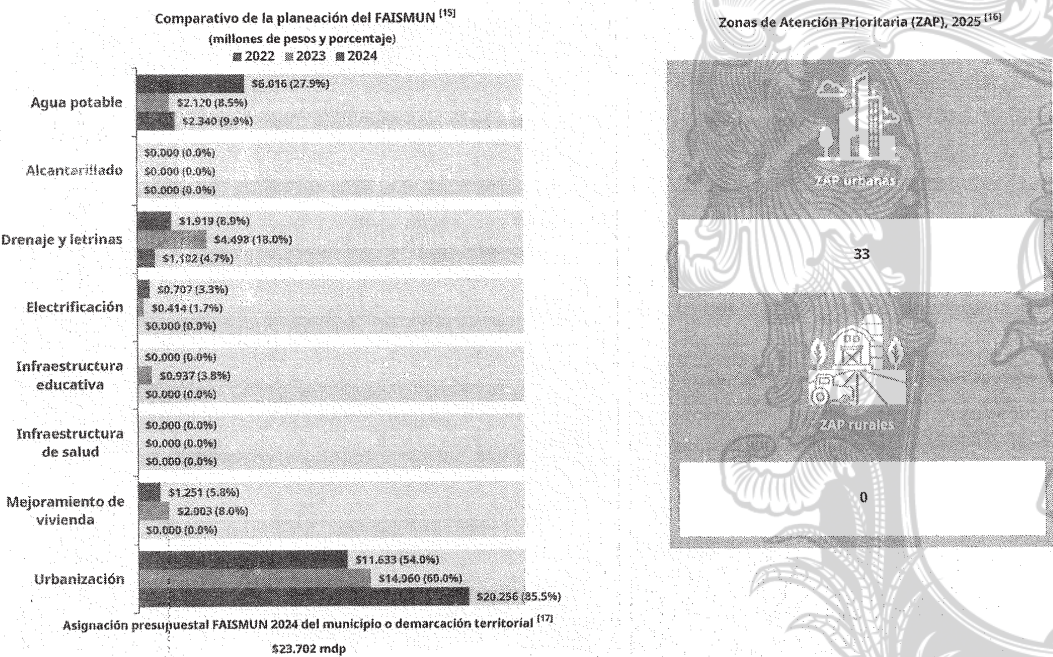 Comparativo de la planeación del FAISMUN [15]
(millones de pesos y porcentaje)
2022 2023 2024
Agua potable
$6.016 (27.9%)
$2.120 (8.5%)
$2.340 (9.9%)
Alcantarillado
$0.000 (0.0%)
$0.000 (0.0%)
$0.000 (0.0%)
Drenaje y letrinas
$1.919 (8.9%)
$4.498 (18.0%)
$1.102 (4.7%)
Electrificación
$0.707 (3.3%)
$0.414 (1.7%)
$0.000 (0.0%)
Infraestructura
educativa
$0.000 (0.0%)
$0.937 (3.8%)
$0.000 (0.0%)
Infraestructura
de salud
$0.000 (0.0%)
$0.000 (0.0%)
$0.000 (0.0%)
Mejoramiento de
vivienda
$1.251 (5.8%)
$2.003 (8.0%)
$0.000 (0.0%)
Urbanización
$11.633 (54.0%)
$14.960 (60.0%)
$20.256 (85.5%)
Asignación presupuestal FAISMUN 2024 del municipio o demarcación territorial [17]
$23.702 mdp
Zonas de Atención Prioritaria (ZAP), 2025 [16]
ZAP urbanas
33
ZAP rurales
0